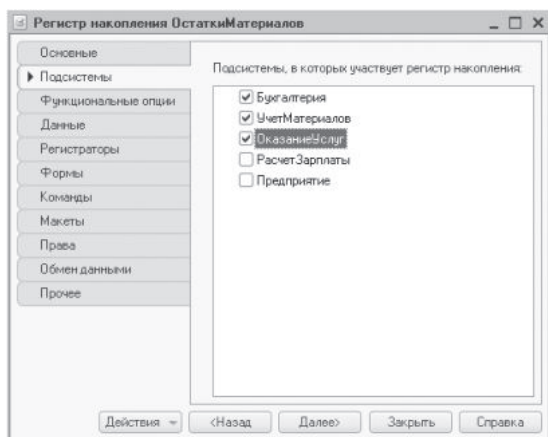 Регистр накопления ОстаткиМатериалов
Основные
Подсистемы
Функциональные опции
Данные
Регистраторы
Формы
Команды
Макеты
Права
Обмен данными
Прочее
Подсистемы, в которых участвует регистр накопления:
Бухгалтерия
УчетМатериалов
ОказаниеУслуг
РасчетЗарплаты
Предприятие
Действия
<Назад
Далее>
Закрыть
Справка